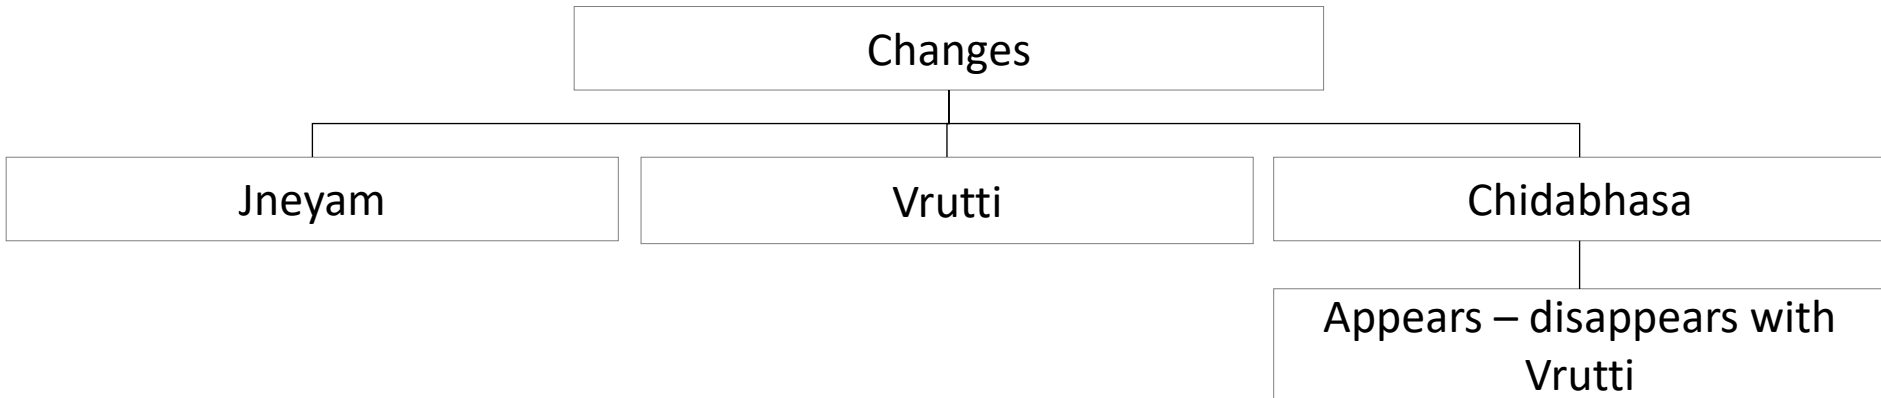 Changes
Jneyam
Vrutti
Chidabhasa
Appears – disappears with
Vrutti